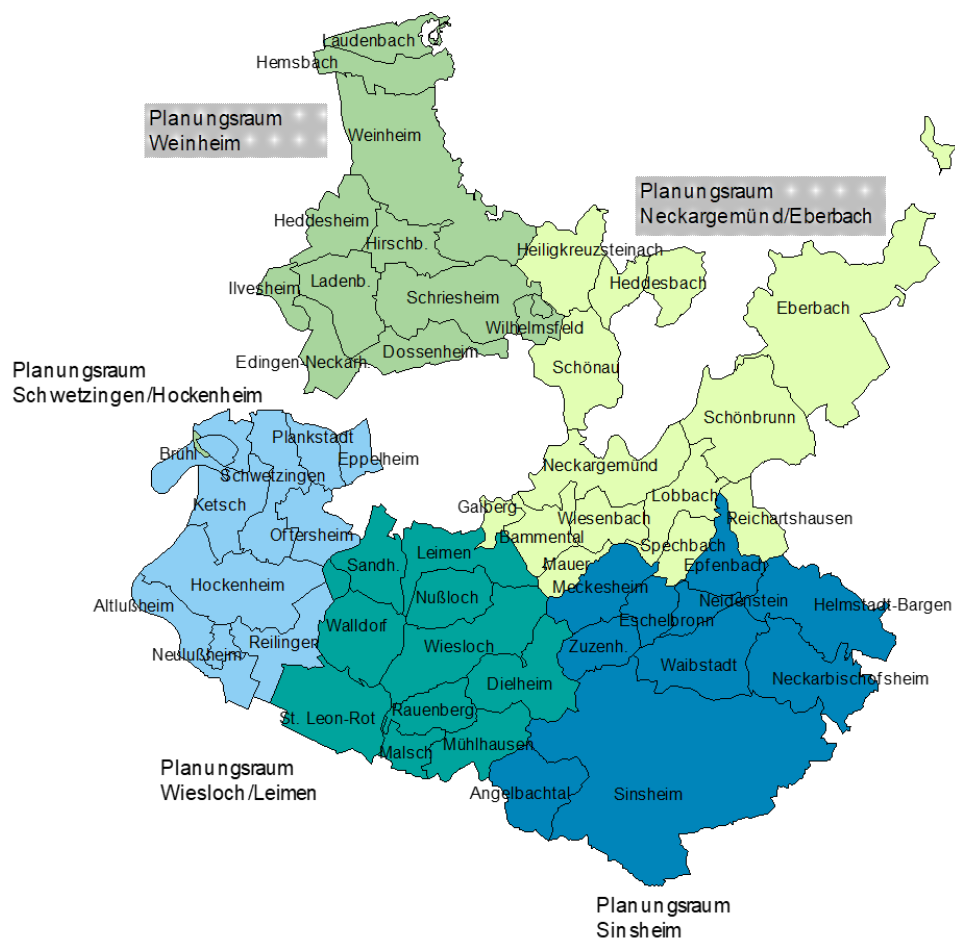 Laudenbach
Hemsbach
Planungsraum
Weinheim
Weinheim
Planungsraum
Neckargemünd/Eberbach
Heddesheim
Hirschb.
Heiligkreuzsteinach
Ilvesheim
Ladenb.
Schriesheim
Heddesbach
Eberbach
Wilhelmsfeld
Edingen-Neckarh.
Dossenheim
Schönau
Planungsraum
Schwetzingen/Hockenheim
Schönbrunn
Brühl
Plankstadt
Eppelheim
Schwetzingen
Neckargemünd
Lobbach
Ketsch
Galberg
Wiesenbach
Reichartshausen
Oftersheim
Bammental
Spechbach
Sandh.
Leimen
Mauer
Epfenbach
Hockenheim
Nußloch
Meckesheim
Neidenstein
Helmstadt-Bargen
Altlußheim
Walldorf
Eschelbronn
Neulußheim
Reilingen
Wiesloch
Zuzenh.
Waibstadt
Dielheim
Neckarbischofsheim
St. Leon-Rot
Rauenberg
Malsch
Mühlhausen
Planungsraum
Wiesloch/Leimen
Angelbachtal
Sinsheim
Planungsraum
Sinsheim